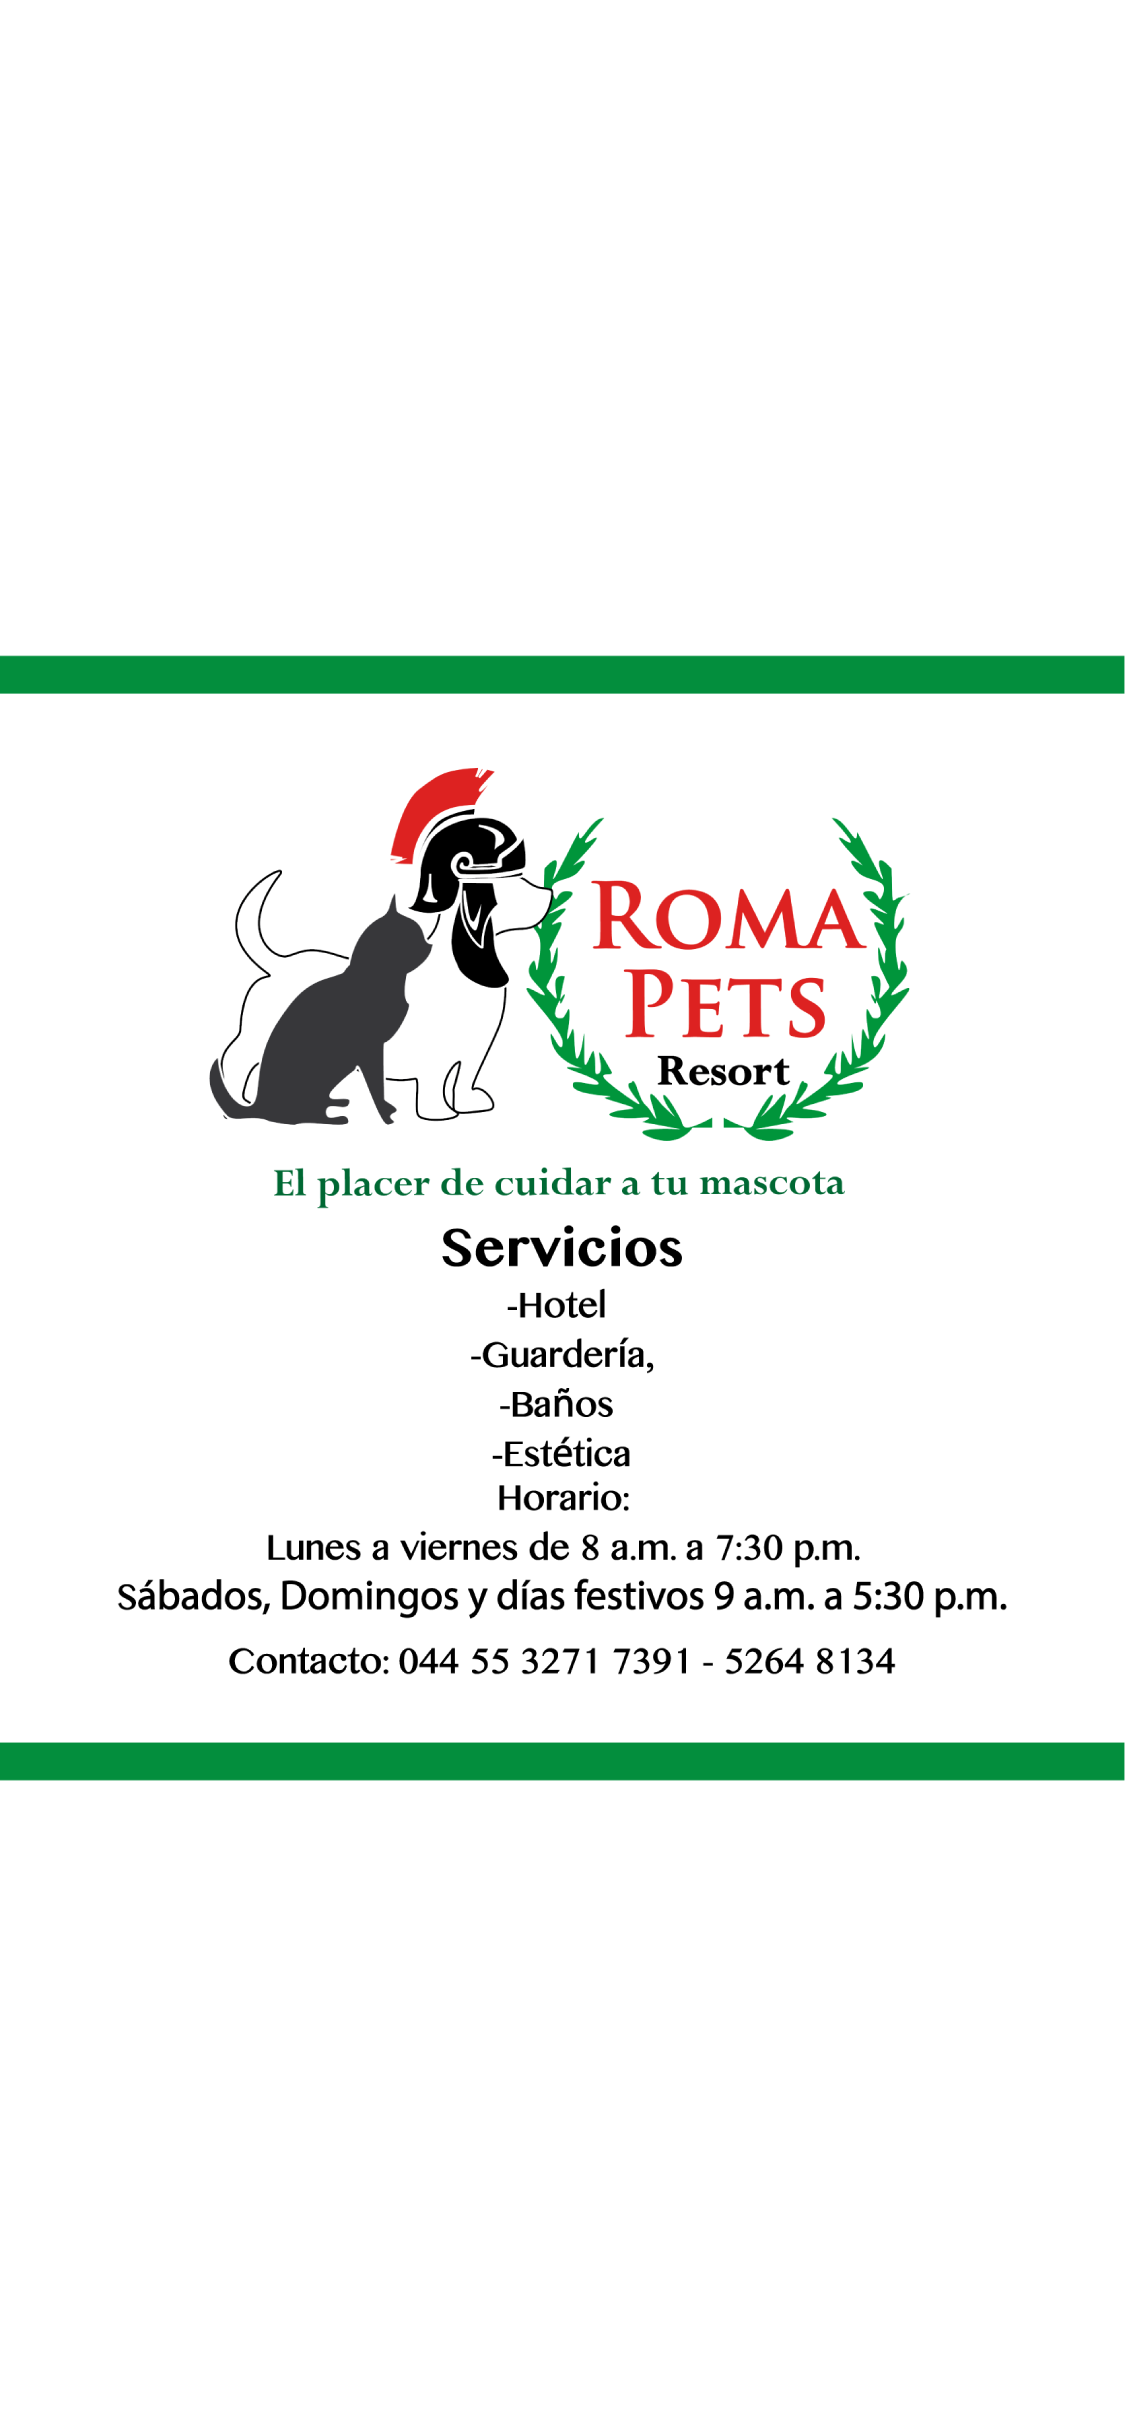 ROMA
PETS
Resort
El placer de cuidar a tu mascota
Servicios
-Hotel
-Guardería,
-Baños
-Estética
Horario:
Lunes a viernes de 8 a.m. a 7:30 p.m.
Sábados, Domingos y días festivos 9 a.m. a 5:30 p.m.
Contacto: 044 55 3271 7391 - 5264 8134